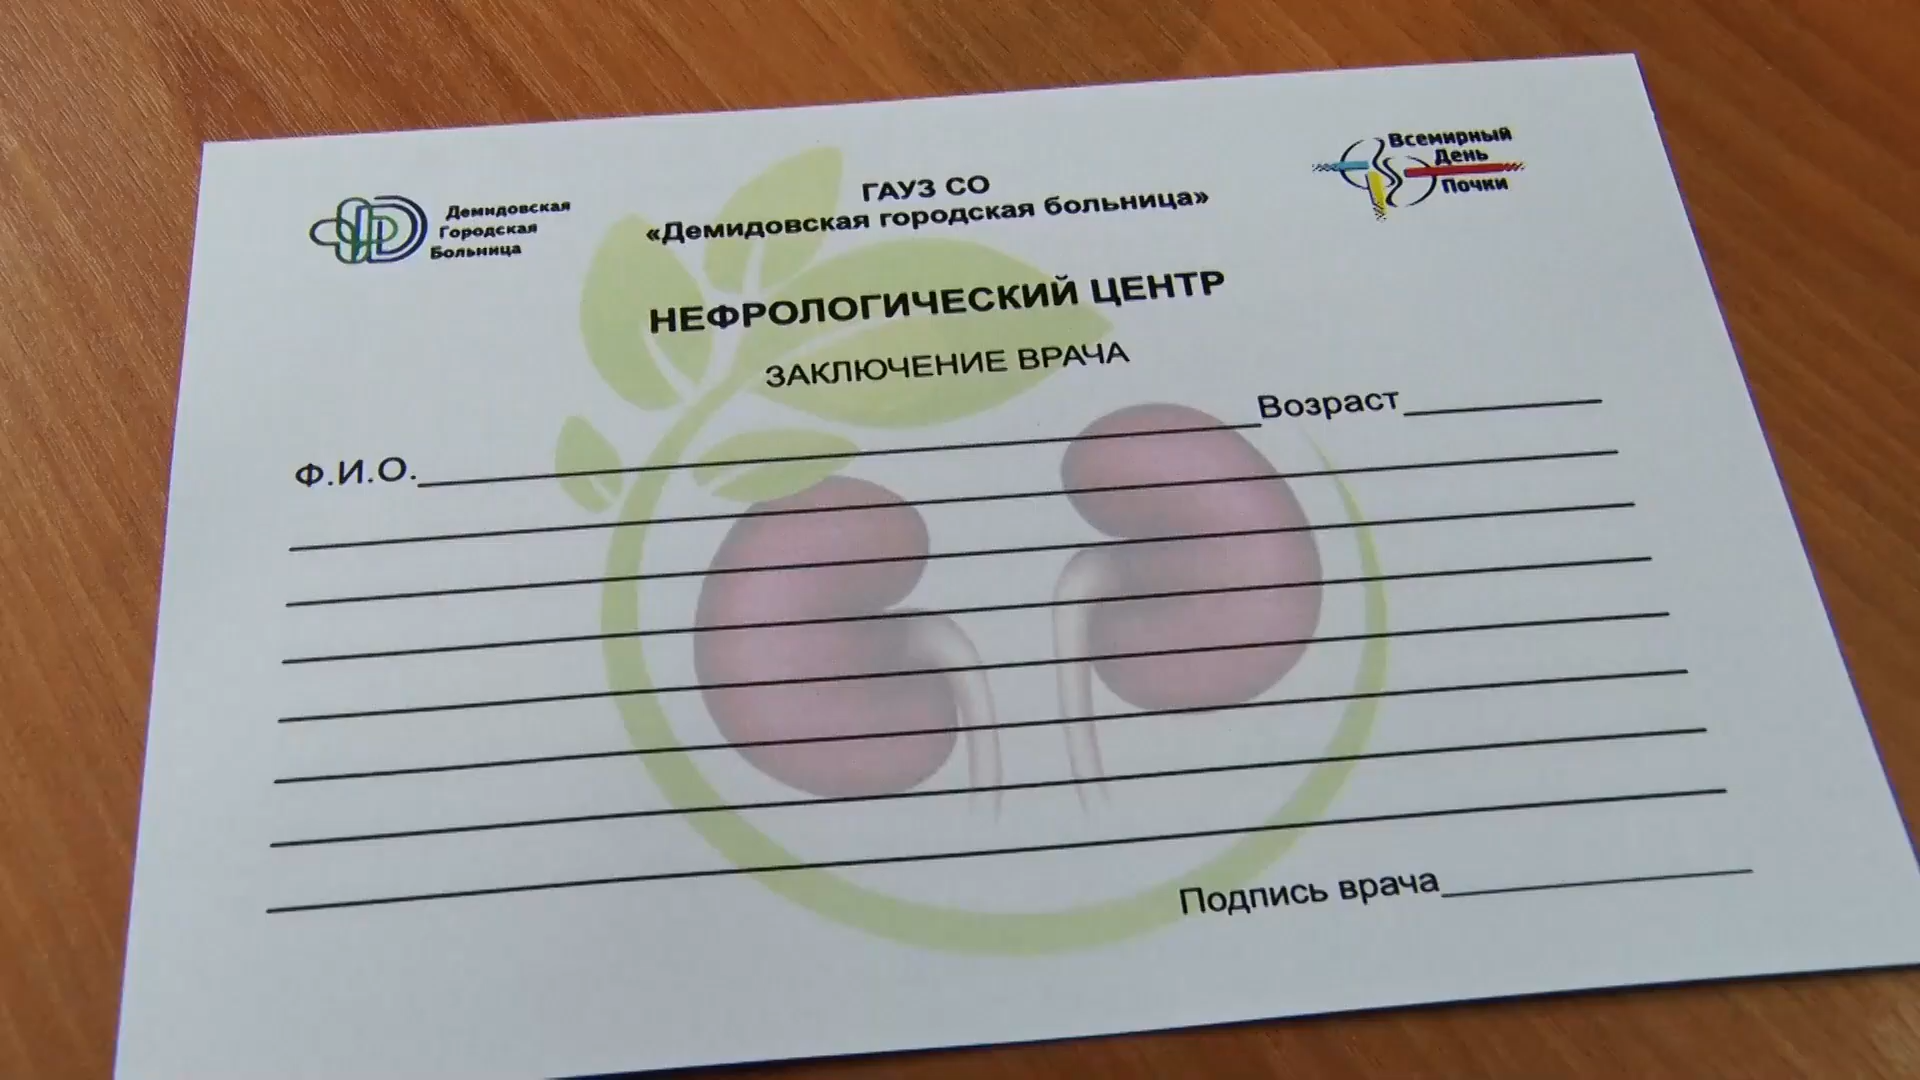 Демидовская
Городская
Больница
ГАУЗ СО
«Демидовская городская больница»
Всемирный
День
Почки
НЕФРОЛОГИЧЕСКИЙ ЦЕНТР
ЗАКЛЮЧЕНИЕ ВРАЧА
Ф.И.О. Возраст
Подпись врача